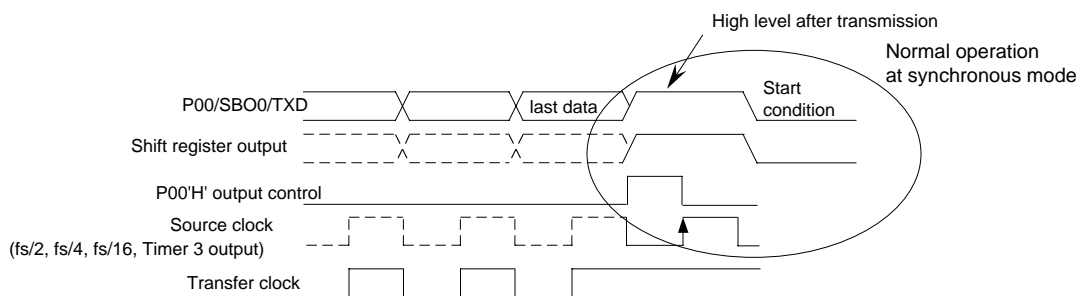 High level after transmission
Normal operation
at synchronous mode
P00/SBO0/TXD
last data
Start
condition
Shift register output
P00'H' output control
Source clock
(fs/2, fs/4, fs/16, Timer 3 output)
Transfer clock